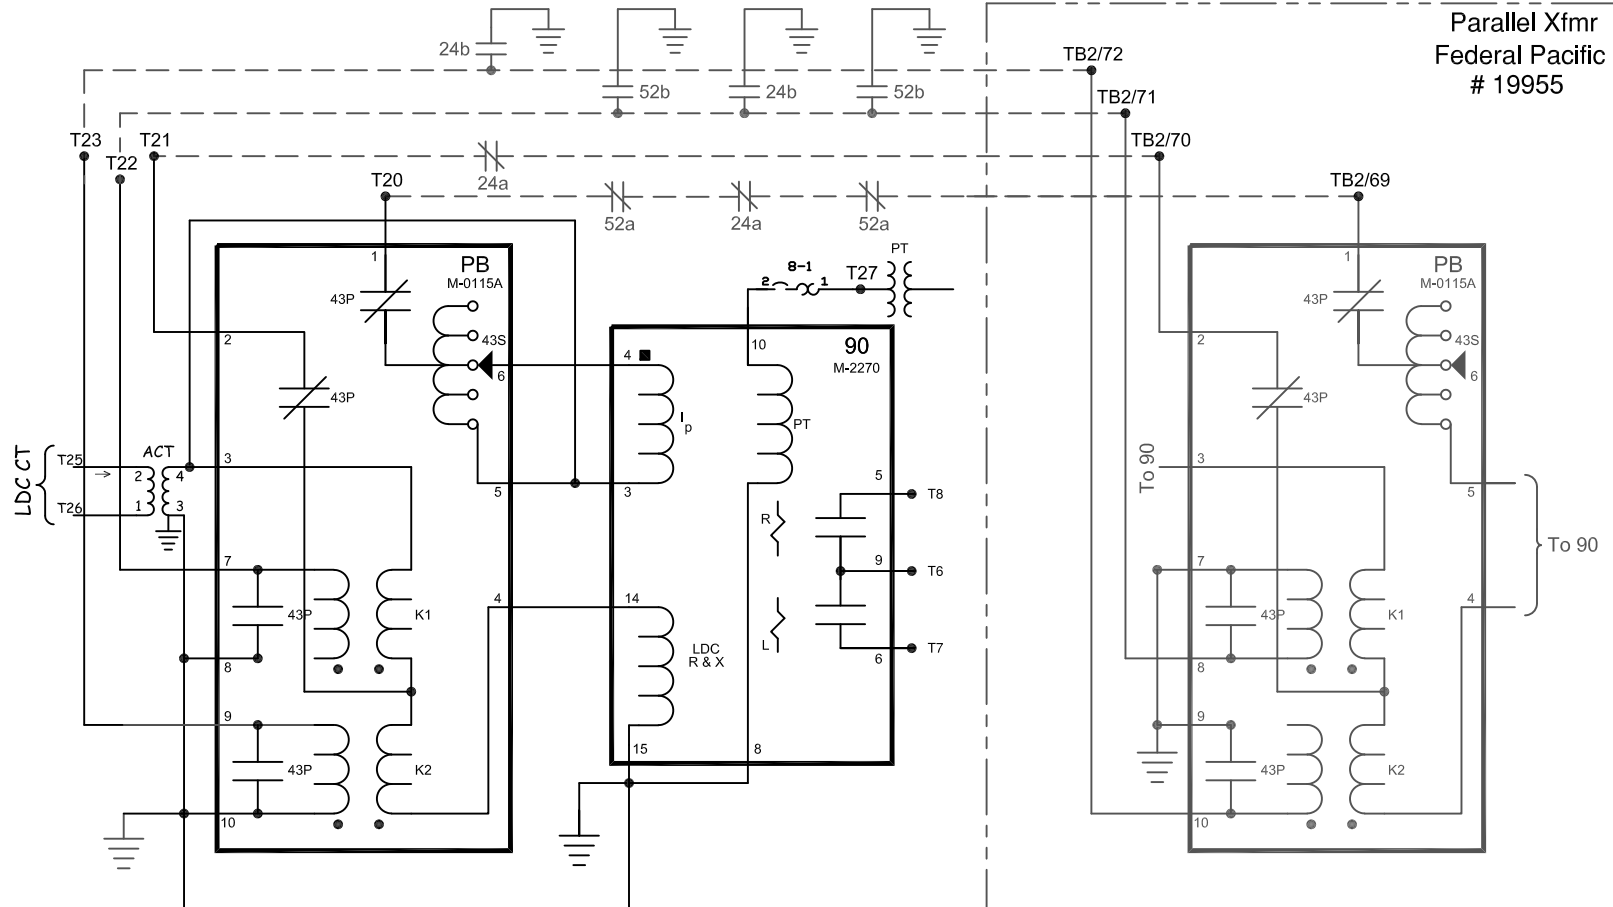 Parallel Xfmr
Federal Pacific
# 19955
24b
TB2/72
52b
24b
52b
TB2/71
T23
T21
TB2/70
T22
24a
T20
TB2/69
52a
24a
52a
PT
1
PB
M-0115A
8-1
2
1
T27
1
PB
M-0115A
43P
43P
2
43S
10
90
M-2270
2
43S
4
6
6
43P
43P
I
p
PT
LDC CT
T25
ACT
3
2
4
T26
1
3
5
3
5
T8
To 90
3
5
R
To 90
7
9
T6
7
4
14
4
43P
K1
43P
K1
8
L
LDC
R & X
T7
6
8
9
15
8
9
43P
K2
43P
K2
10
10